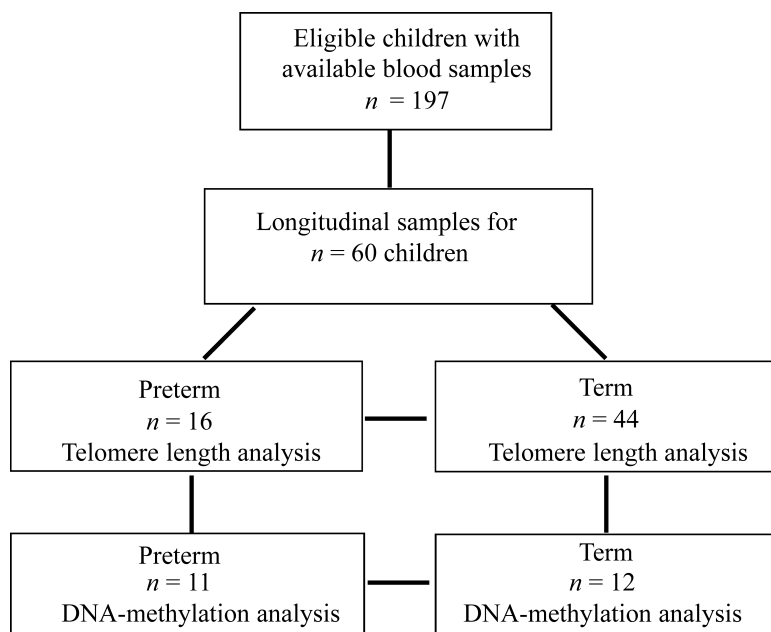 Eligible children with
available blood samples
n = 197
Longitudinal samples for
n = 60 children
Preterm
n = 16
Telomere length analysis
Term
n = 44
Telomere length analysis
Preterm
n = 11
DNA-methylation analysis
Term
n = 12
DNA-methylation analysis